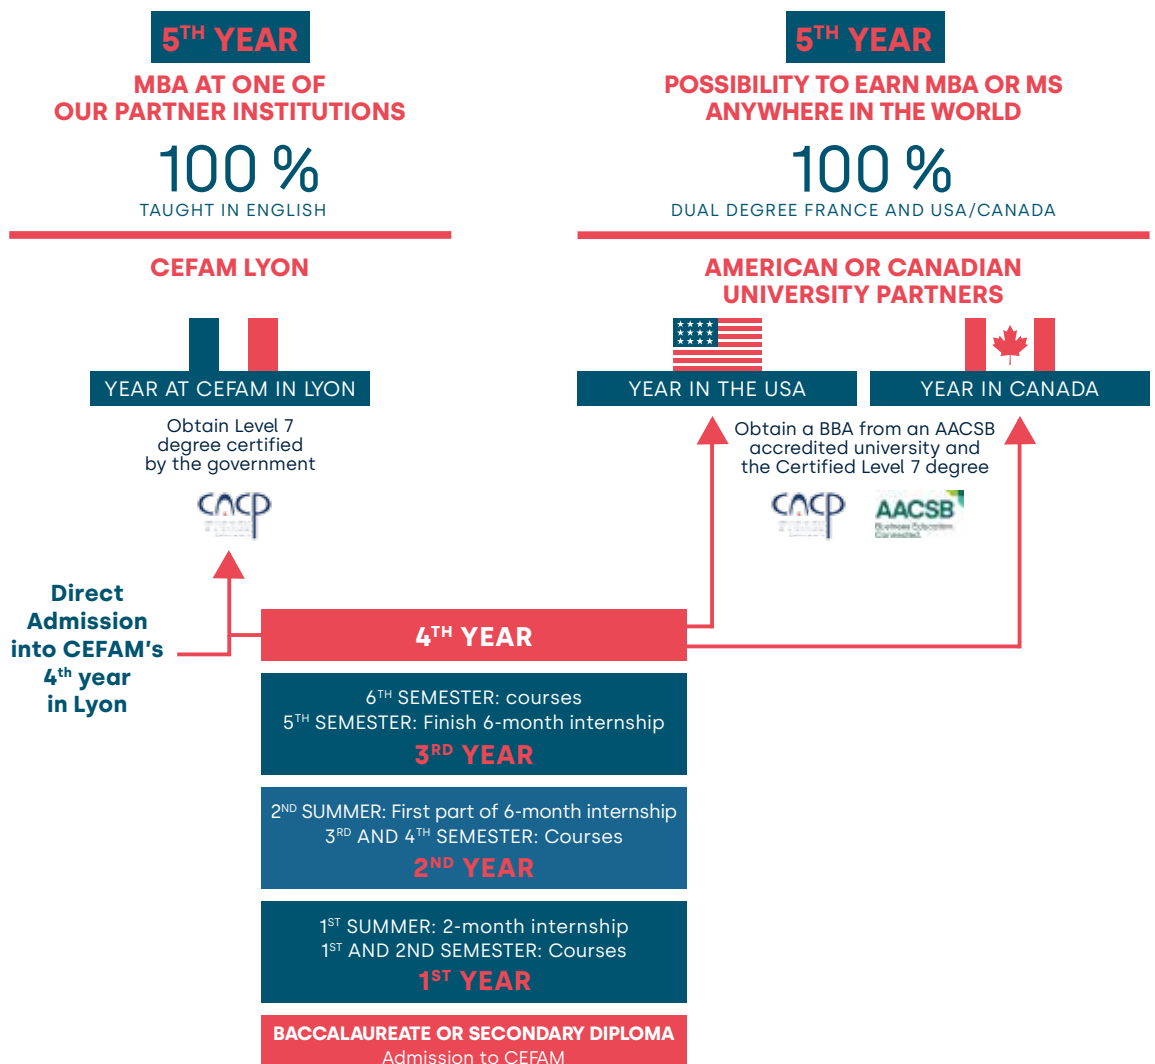 5TH YEAR
MBA AT ONE OF
OUR PARTNER INSTITUTIONS
100 %
TAUGHT IN ENGLISH
CEFAM LYON
YEAR AT CEFAM IN LYON
Obtain Level 7
degree certified
by the government
CNCP
5TH YEAR
POSSIBILITY TO EARN MBA OR MS
ANYWHERE IN THE WORLD
100 %
DUAL DEGREE FRANCE AND USA/CANADA
AMERICAN OR CANADIAN
UNIVERSITY PARTNERS
YEAR IN THE USA
YEAR IN CANADA
Obtain a BBA from an AACSB
accredited university and
the Certified Level 7 degree
CNCP
AACSB
Business Education.
Connected.
Direct
Admission
into CEFAM's
4th year
in Lyon
4TH YEAR
6TH SEMESTER: courses
5TH SEMESTER: Finish 6-month internship
3RD YEAR
2ND SUMMER: First part of 6-month internship
3RD AND 4TH SEMESTER: Courses
2ND YEAR
1ST SUMMER: 2-month internship
1ST AND 2ND SEMESTER: Courses
1ST YEAR
BACCALAUREATE OR SECONDARY DIPLOMA
Admission to CEFAM